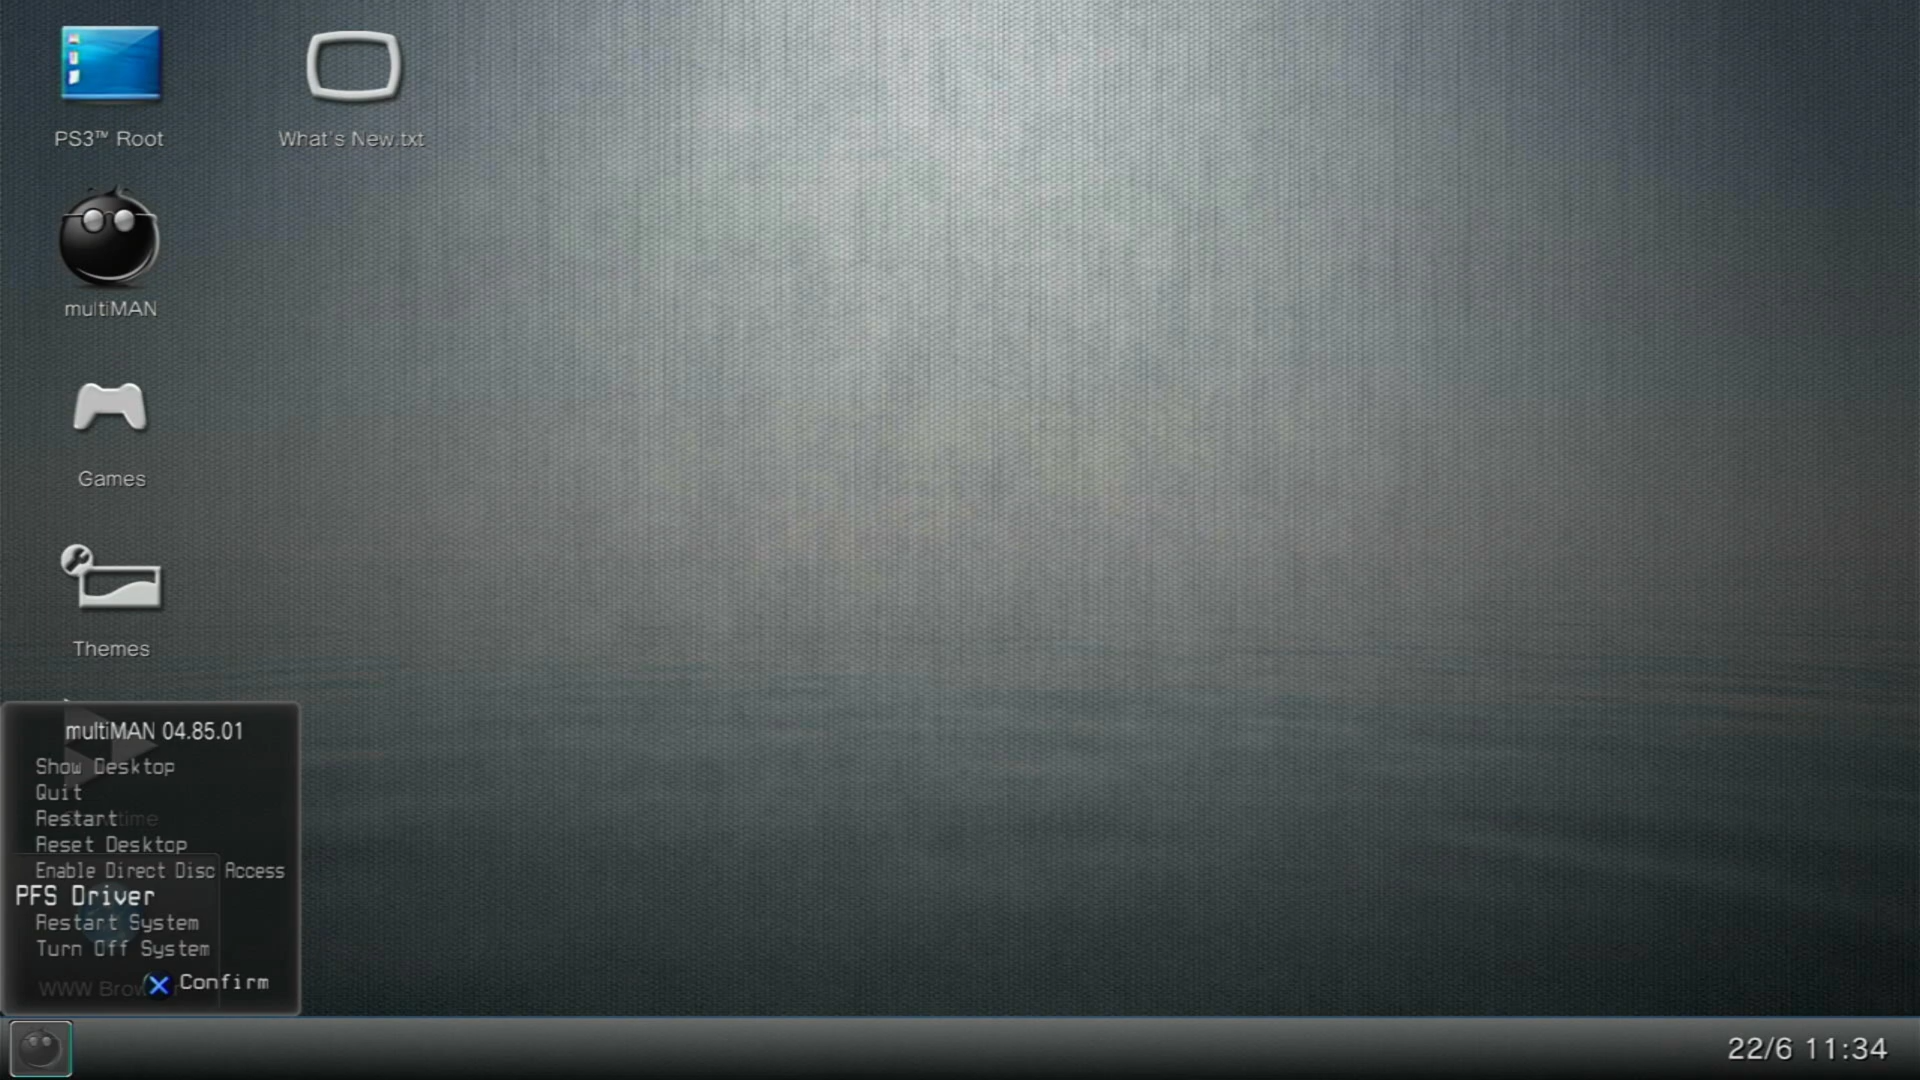 PS3™ Root
What's New.txt
multiMAN
Games
Themes
multiMAN 04.85.01
Show Desktop
Quit
Restart
Reset Desktop
Enable Direct Disc Access
PFS Driver
Restart System
Turn Off System
Confirm
22/6 11:34